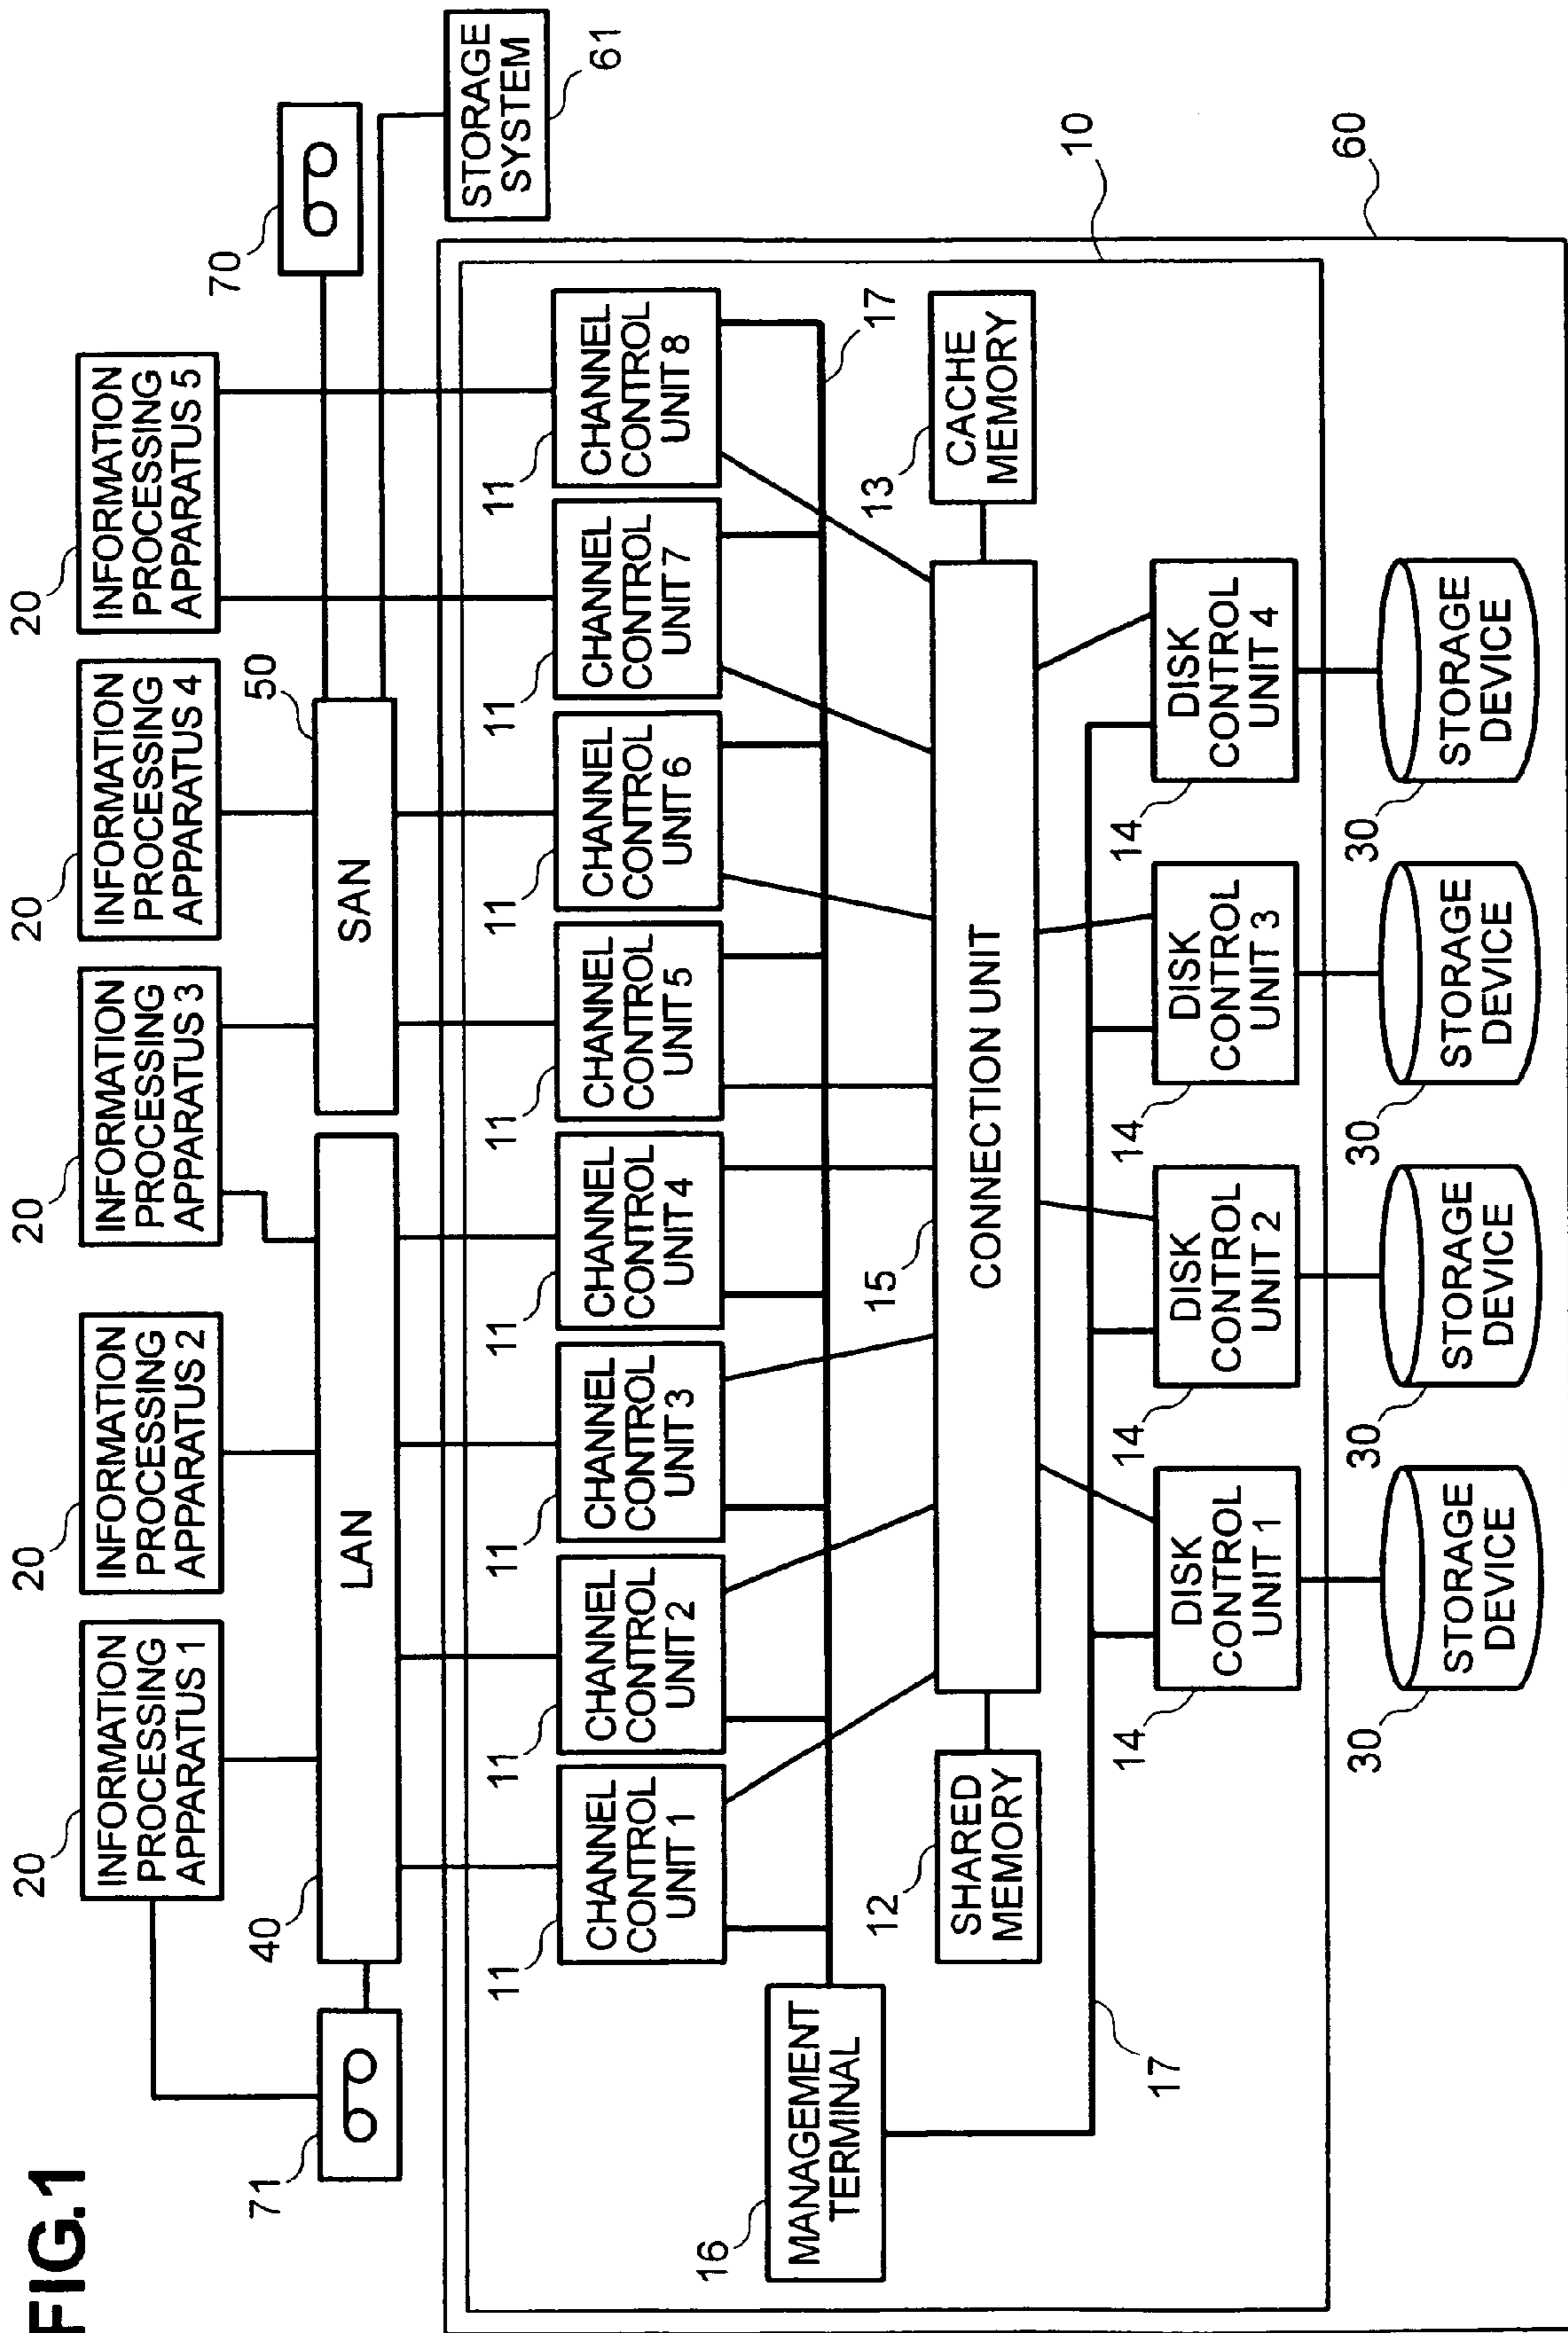 FIG.1
20
20
20
20
20
INFORMATION
PROCESSING
APPARATUS 1
INFORMATION
PROCESSING
APPARATUS 2
INFORMATION
PROCESSING
APPARATUS 3
INFORMATION
PROCESSING
APPARATUS 4
INFORMATION
PROCESSING
APPARATUS 5
71
40
LAN
50
SAN
70
STORAGE
SYSTEM
61
11
11
11
11
11
11
11
11
CHANNEL
CONTROL
UNIT 1
CHANNEL
CONTROL
UNIT 2
CHANNEL
CONTROL
UNIT 3
CHANNEL
CONTROL
UNIT 4
CHANNEL
CONTROL
UNIT 5
CHANNEL
CONTROL
UNIT 6
CHANNEL
CONTROL
UNIT 7
CHANNEL
CONTROL
UNIT 8
16
MANAGEMENT
TERMINAL
17
12
SHARED
MEMORY
15
CONNECTION UNIT
13
CACHE
MEMORY
10
17
14
14
14
14
DISK
CONTROL
UNIT 1
DISK
CONTROL
UNIT 2
DISK
CONTROL
UNIT 3
DISK
CONTROL
UNIT 4
60
30
30
30
30
STORAGE
DEVICE
STORAGE
DEVICE
STORAGE
DEVICE
STORAGE
DEVICE